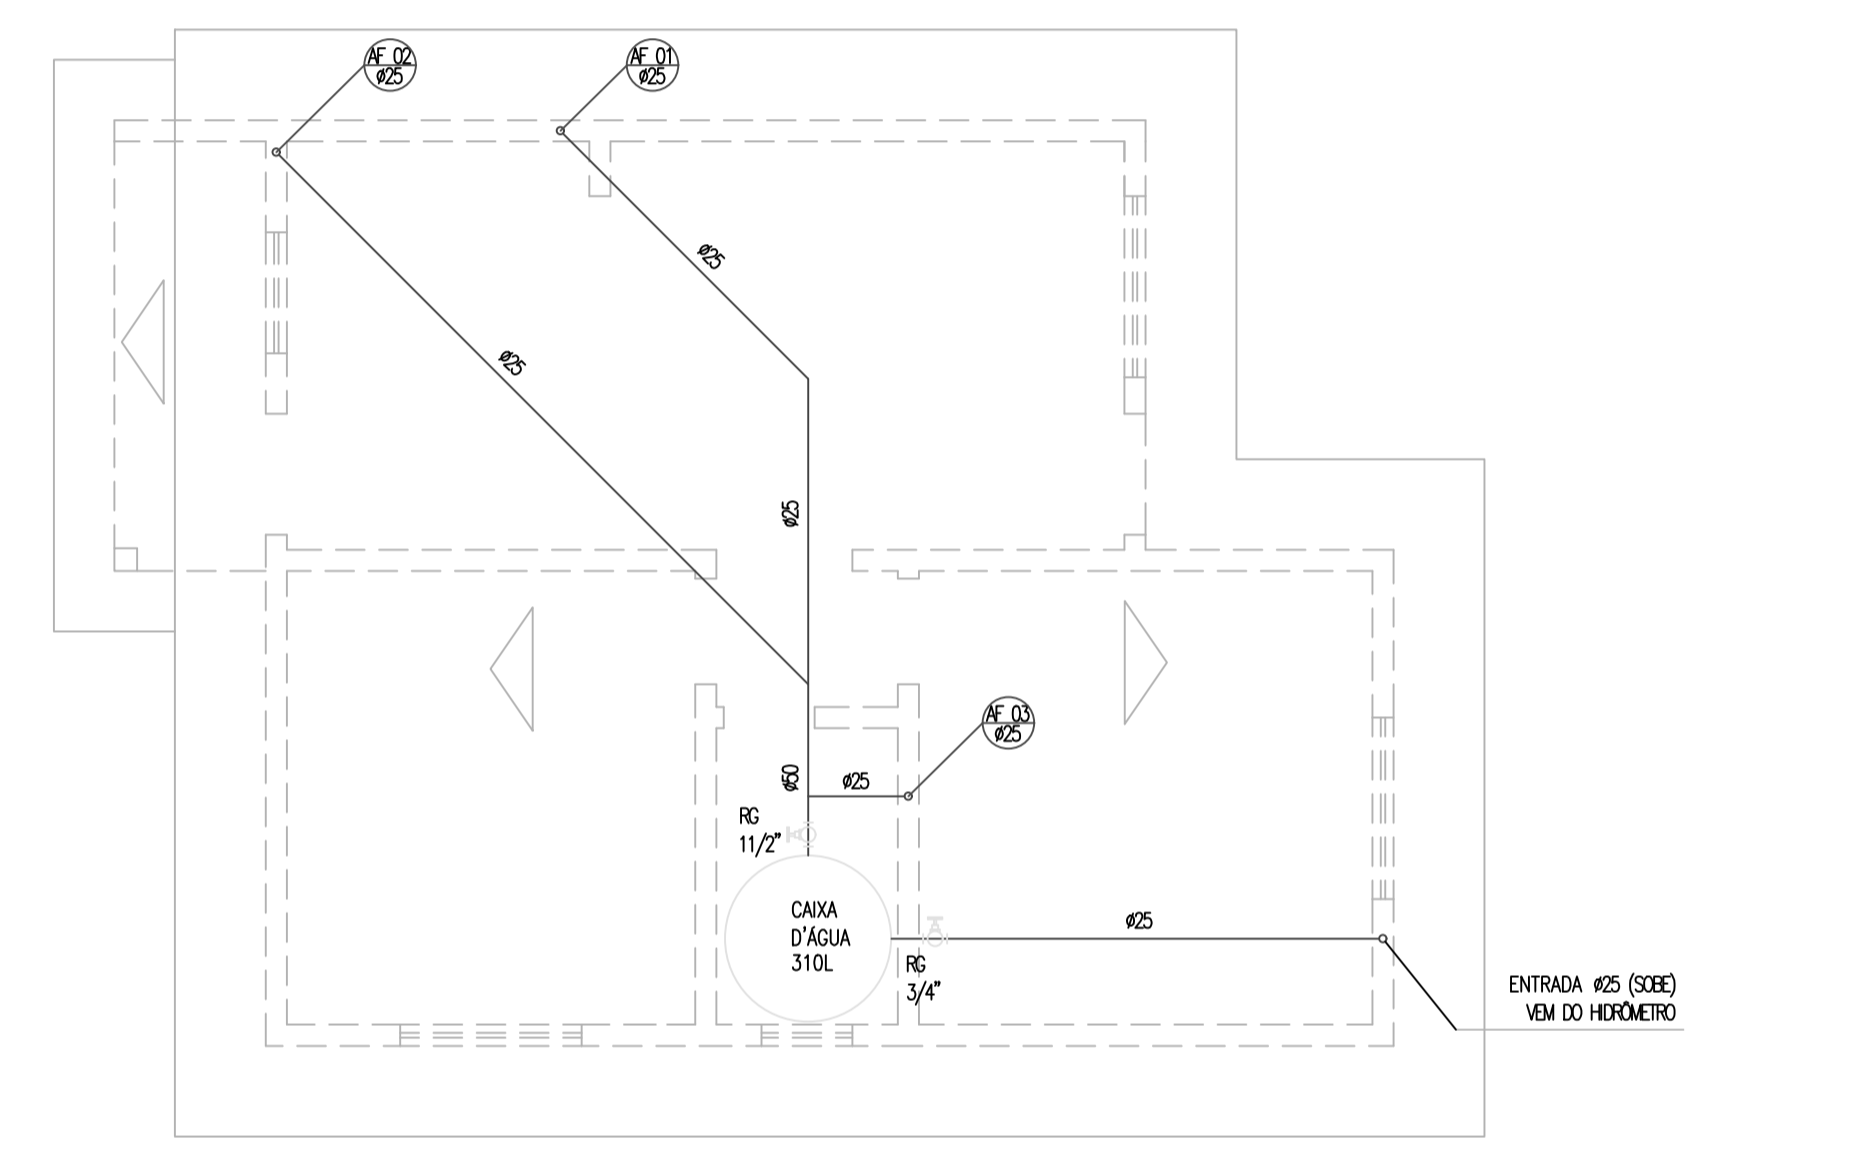 AF 02
ø25
AF 01
ø25
ø25
ø25
ø25
AF 03
ø25
ø50
ø25
RG
11/2"
CAIXA
D'ÁGUA
310L
ø25
RG
3/4"
ENTRADA ø25 (SOBE)
VEM DO HIDRÔMETRO